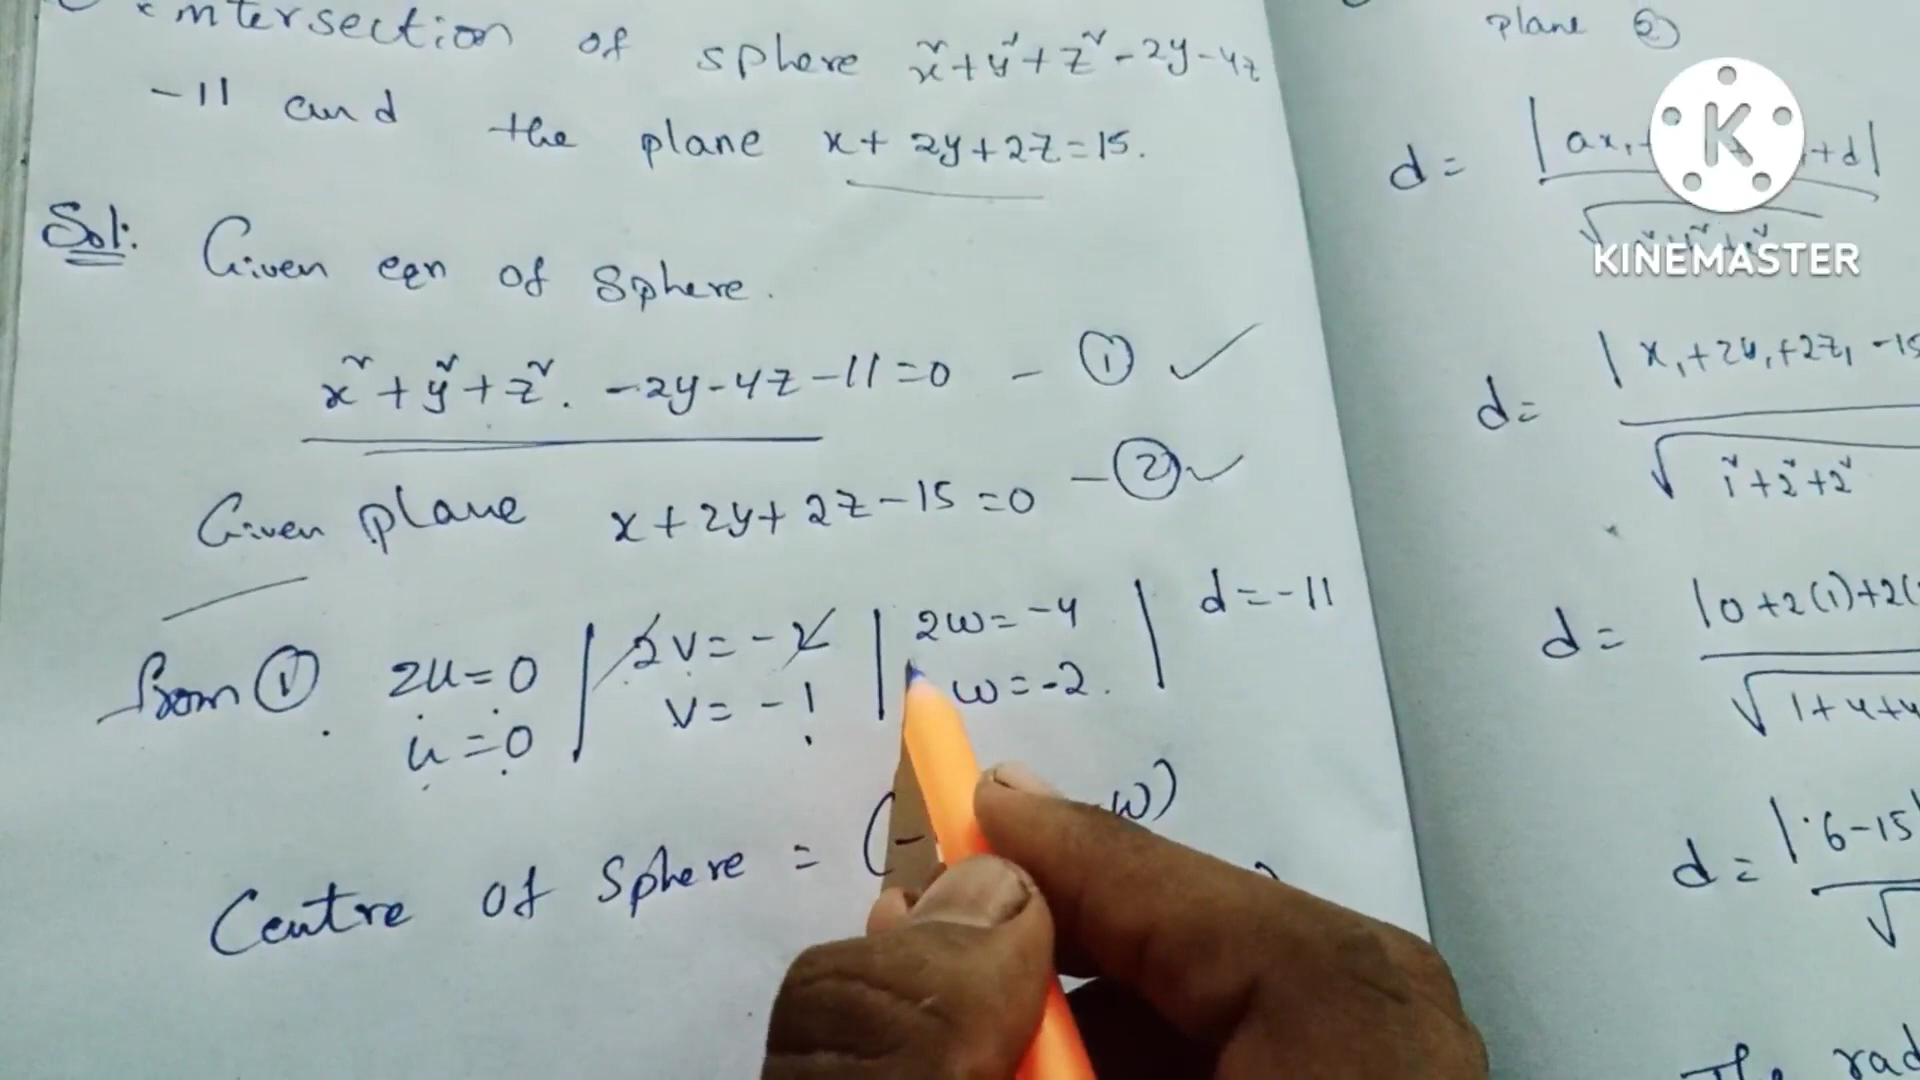 intersection of sphere x²+y²+z²-2y-4z
-11 and the plane x+2y+2z=15.
Sol: Given eqn of sphere.
x²+y²+z². -2y-4z-11=0 - ①
Given plane x+2y+2z-15=0 - ②
From ① 2u=0 | 2v=-2 | 2w=-4 | d=-11
u=0 | v=-1 | w=-2.
Centre of sphere = (- w)
plane ②
d= |ax₁+ +d|
KINEMASTER
d= |x₁+2y₁+2z₁-15
√1²+2²+2²
d= |0+2(1)+2(
√1+4+4
d= |6-15|
√
The rad